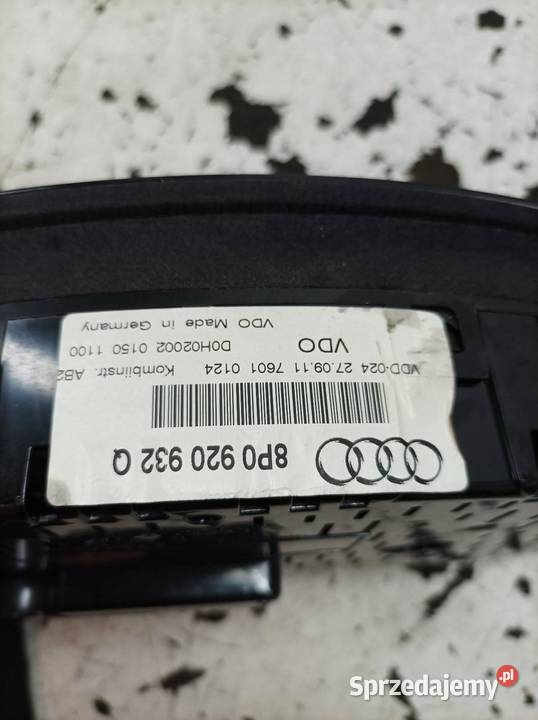 8P0 920 932 Q
VDD-024 27.09.11 7601 0124 Kombiinstr. AB2
VDO D0H02002 0150 1100
VDO Made in Germany
Sprzedajemy.pl